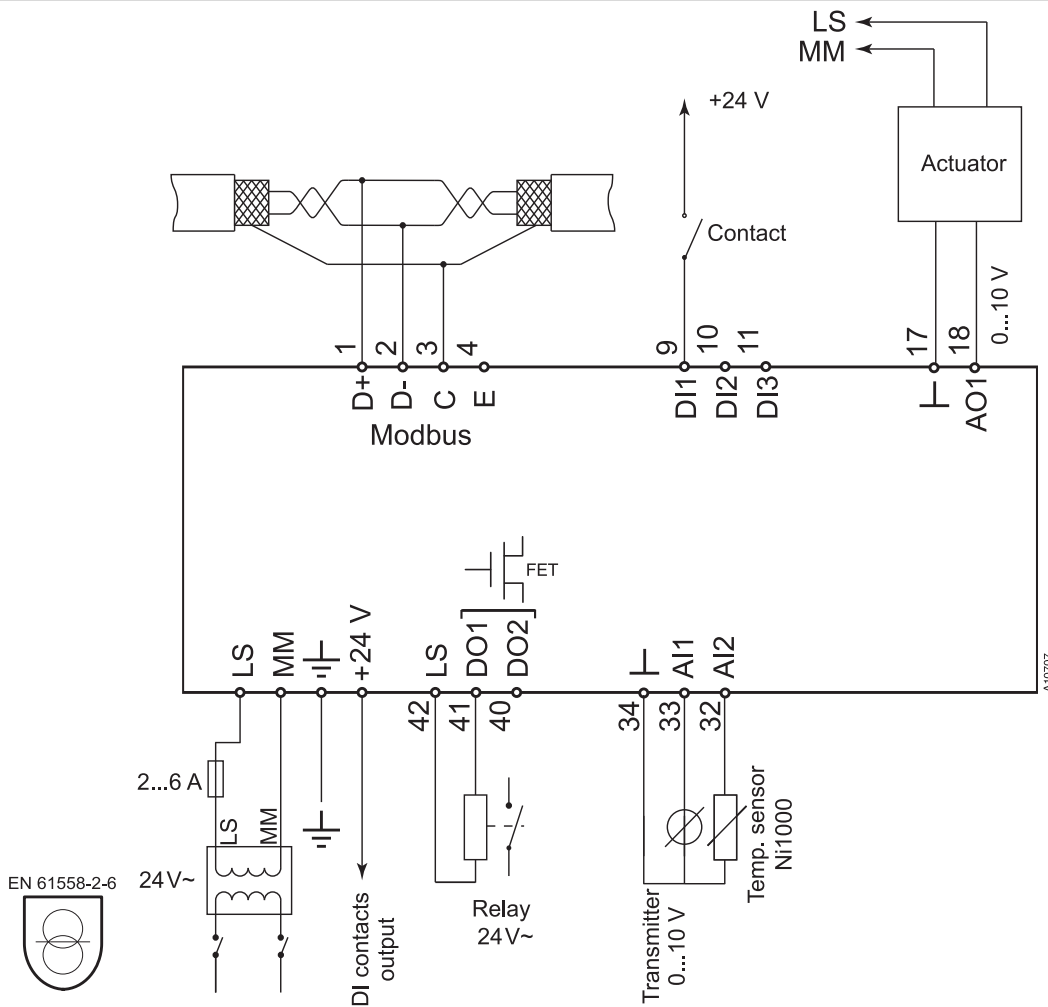 LS
MM
+24 V
Actuator
Contact
0...10 V
1
2
3
4
9
10
11
17
18
D+
D-
C
E
DI1
DI2
DI3
⊥
AO1
Modbus
FET
LS
MM
+24 V
LS
DO1
DO2
⊥
AI1
AI2
42
41
40
34
33
32
2...6 A
LS
MM
24V~
EN 61558-2-6
DI contacts
output
Relay
24V~
Transmitter
0...10 V
Temp. sensor
Ni1000
A10707